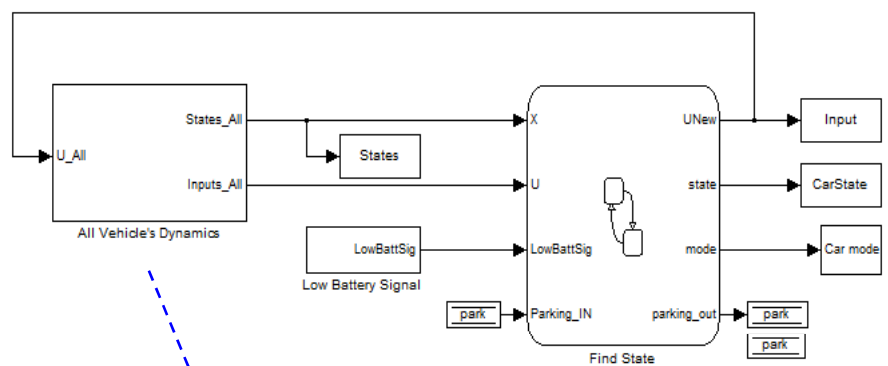 States_All
X
UNew
Input
U_All
States
Inputs_All
U
state
CarState
All Vehicle's Dynamics
LowBattSig
LowBattSig
mode
Car mode
Low Battery Signal
park
Parking_IN
parking_out
park
park
Find State